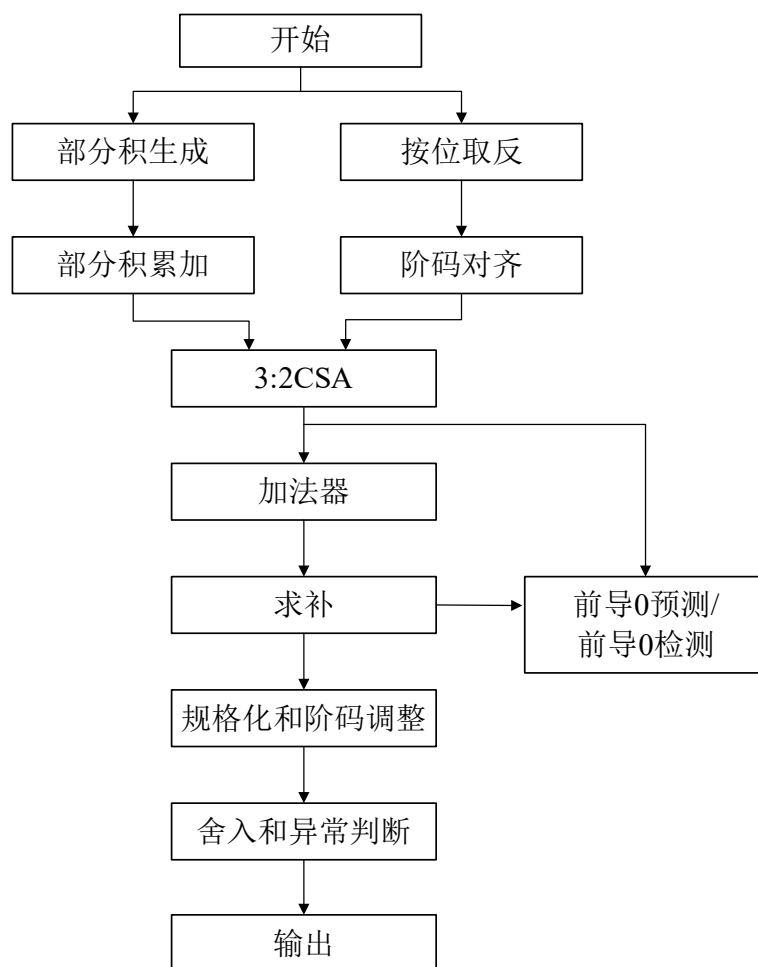 开始
部分积生成
按位取反
部分积累加
阶码对齐
3:2CSA
加法器
求补
前导0预测/
前导0检测
规格化和阶码调整
舍入和异常判断
输出